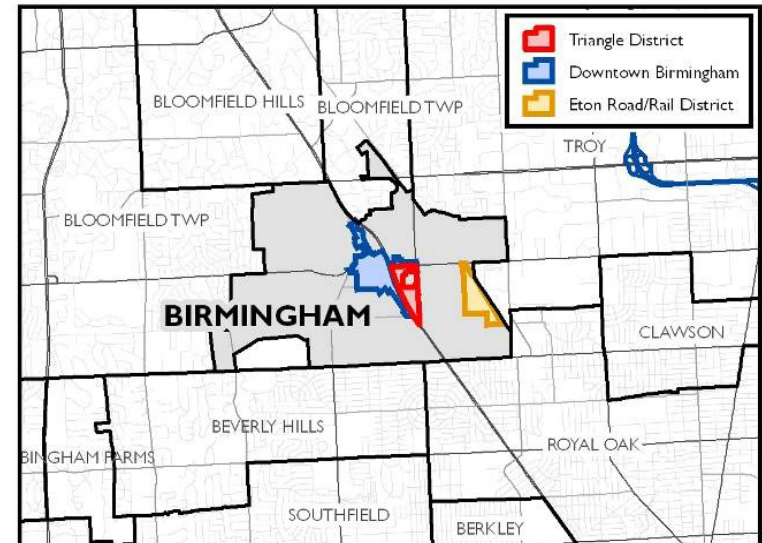 Triangle District
Downtown Birmingham
Eton Road/Rail District
BLOOMFIELD HILLS
BLOOMFIELD TWP
TROY
BLOOMFIELD TWP
BIRMINGHAM
CLAWSON
BEVERLY HILLS
ROYAL OAK
BINGHAM FARMS
SOUTHFIELD
BERKLEY